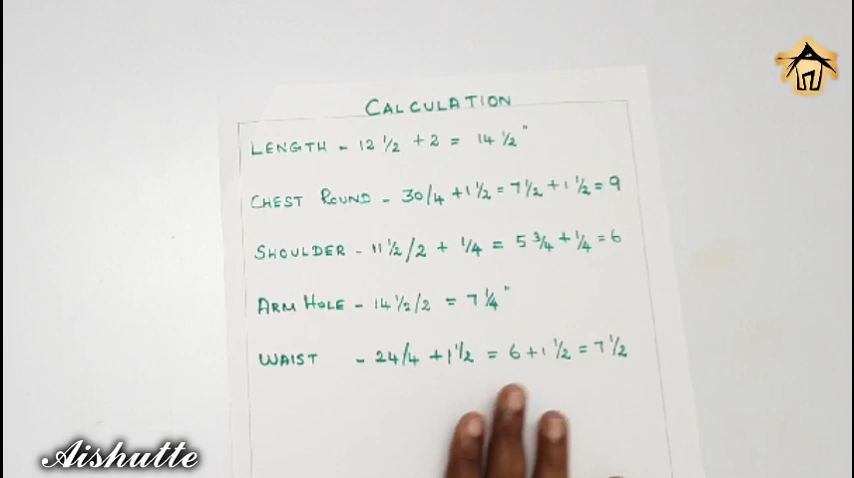 CALCULATION
LENGTH - 12 1/2 + 2 = 14 1/2"
CHEST ROUND - 30/4 + 1 1/2 = 7 1/2 + 1 1/2 = 9
SHOULDER - 11 1/2/2 + 1/4 = 5 3/4 + 1/4 = 6
ARM HOLE - 14 1/2/2 = 7 1/4"
WAIST - 24/4 + 1 1/2 = 6 + 1 1/2 = 7 1/2
Aishutte